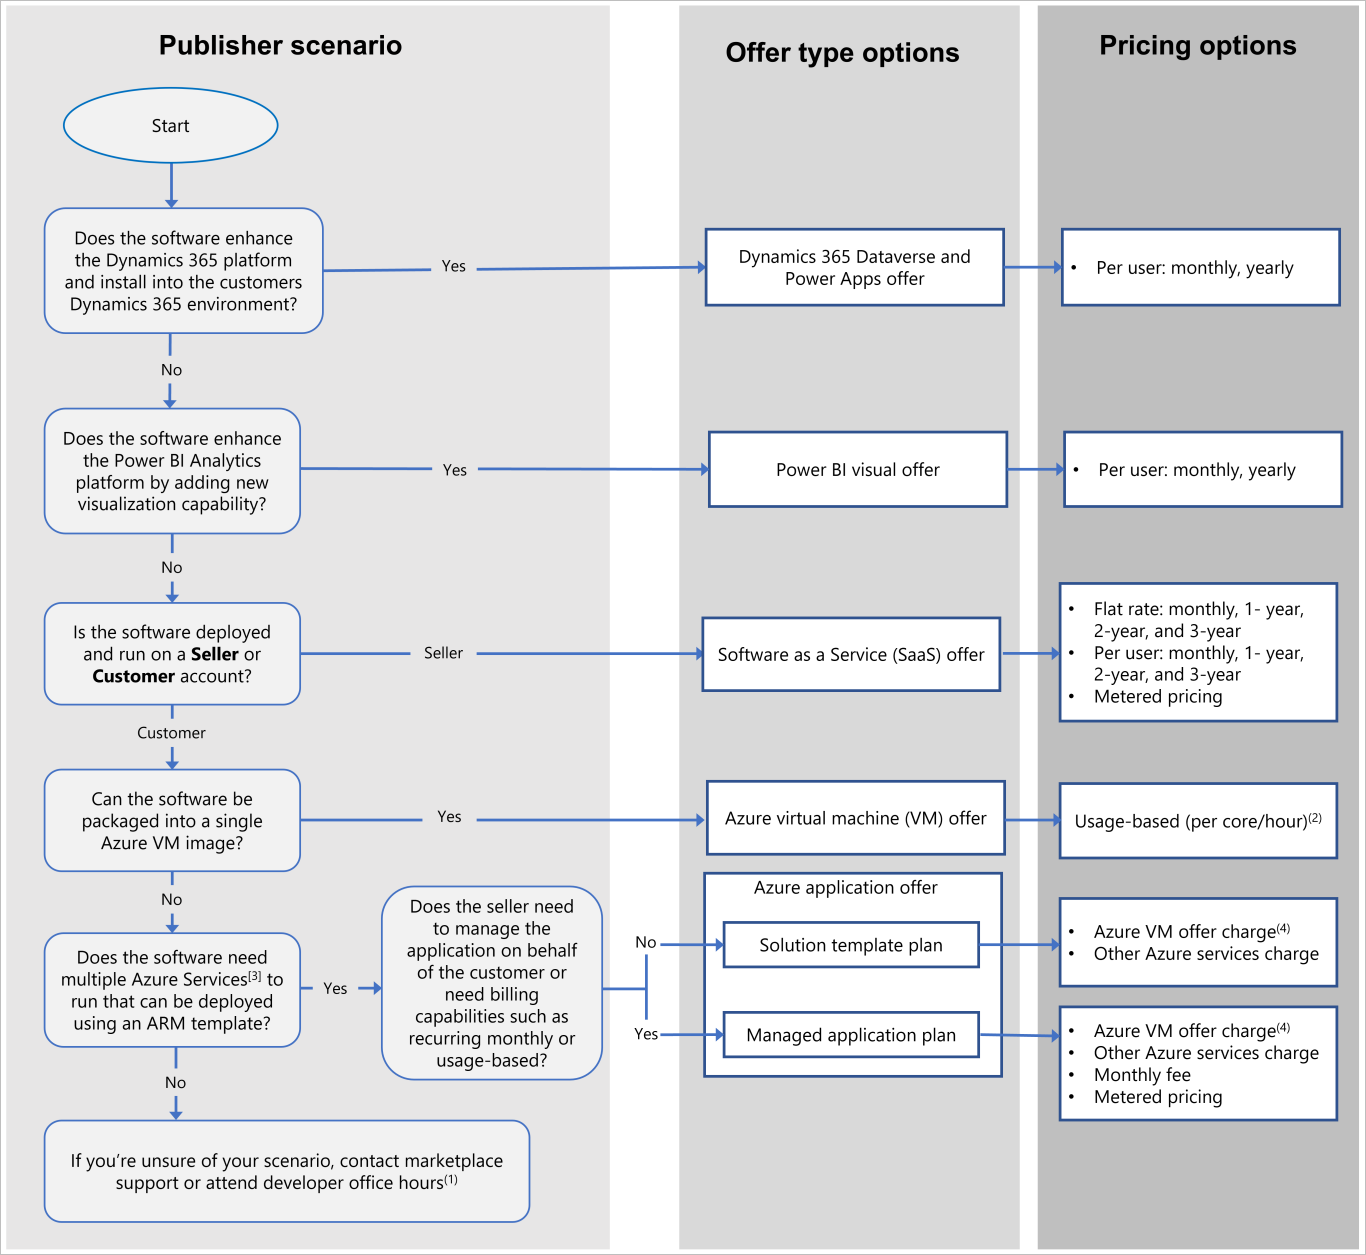 Publisher scenario
Offer type options
Pricing options
Start
Does the software enhance
the Dynamics 365 platform
and install into the customers
Dynamics 365 environment?
Yes
Dynamics 365 Dataverse and
Power Apps offer
• Per user: monthly, yearly
No
Does the software enhance
the Power BI Analytics
platform by adding new
visualization capability?
Yes
Power BI visual offer
• Per user: monthly, yearly
No
Is the software deployed
and run on a Seller or
Customer account?
Seller
Software as a Service (SaaS) offer
• Flat rate: monthly, 1- year,
2-year, and 3-year
• Per user: monthly, 1- year,
2-year, and 3-year
• Metered pricing
Customer
Can the software be
packaged into a single
Azure VM image?
Yes
Azure virtual machine (VM) offer
Usage-based (per core/hour)(2)
No
Does the software need
multiple Azure Services[3] to
run that can be deployed
using an ARM template?
Yes
Does the seller need
to manage the
application on behalf
of the customer or
need billing
capabilities such as
recurring monthly or
usage-based?
Azure application offer
No
Solution template plan
• Azure VM offer charge(4)
• Other Azure services charge
Yes
Managed application plan
• Azure VM offer charge(4)
• Other Azure services charge
• Monthly fee
• Metered pricing
No
If you're unsure of your scenario, contact marketplace
support or attend developer office hours(1)